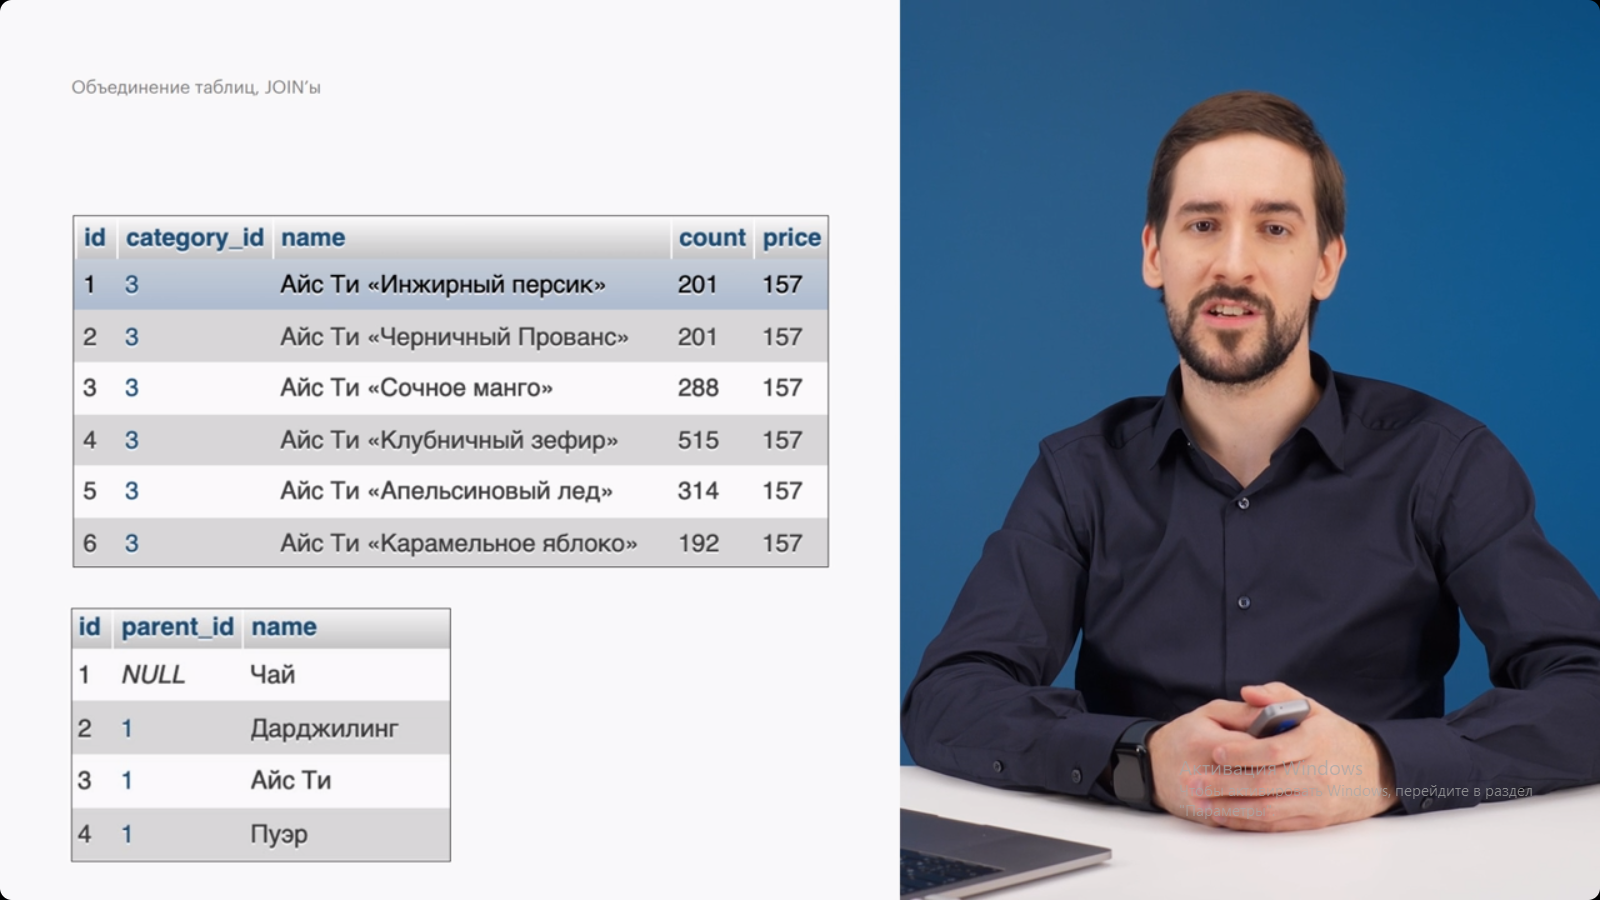 Объединение таблиц, JOIN’ы
id category_id name count price
1 3 Айс Ти «Инжирный персик» 201 157
2 3 Айс Ти «Черничный Прованс» 201 157
3 3 Айс Ти «Сочное манго» 288 157
4 3 Айс Ти «Клубничный зефир» 515 157
5 3 Айс Ти «Апельсиновый лед» 314 157
6 3 Айс Ти «Карамельное яблоко» 192 157
id parent_id name
1 NULL Чай
2 1 Дарджилинг
3 1 Айс Ти
4 1 Пуэр
Активация Windows
Windows, перейдите в раздел
"Параметры".